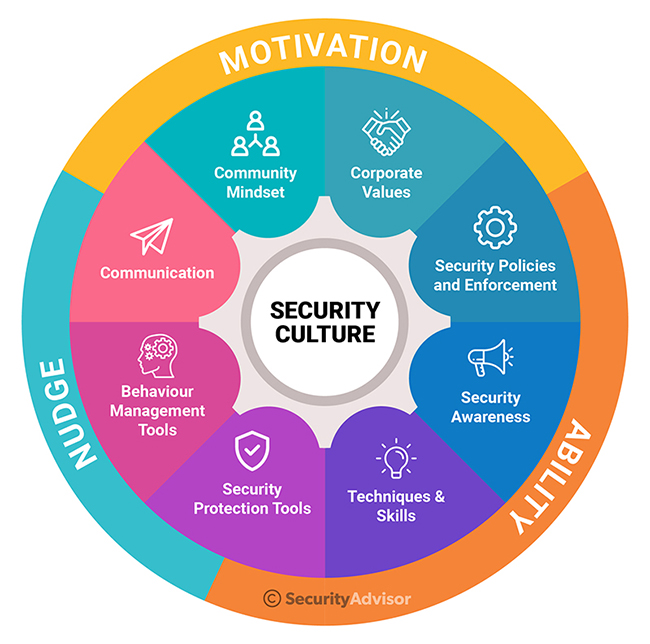 MOTIVATION
Community
Mindset
Corporate
Values
Communication
Security Policies
and Enforcement
SECURITY
CULTURE
NUDGE
Behaviour
Management
Tools
Security
Awareness
ABILITY
Security
Protection Tools
Techniques &
Skills
© SecurityAdvisor